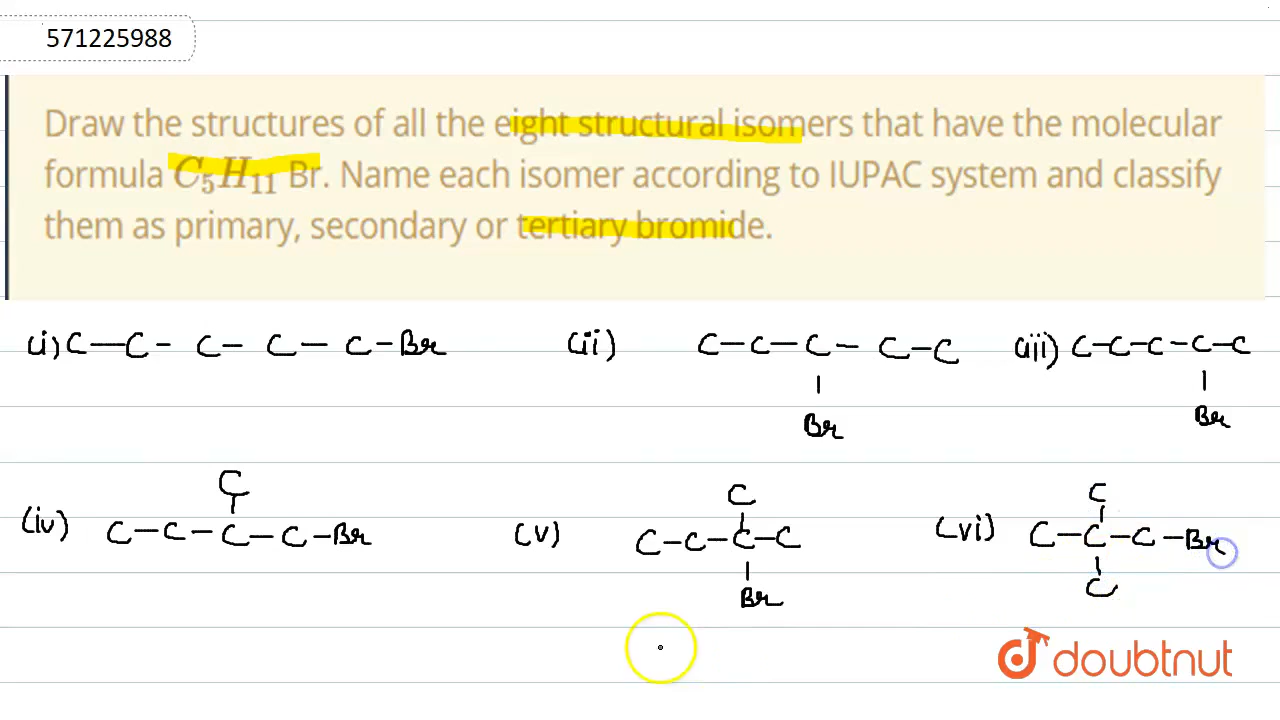 571225988
Draw the structures of all the eight structural isomers that have the molecular
formula C₅H₁₁ Br. Name each isomer according to IUPAC system and classify
them as primary, secondary or tertiary bromide.
(i) C — C - C - C — C - Br (ii) C — C — C — C — C (iii) C — C — C — C — C
| |
Br Br
C C C
| | |
(iv) C — C — C — C — Br (v) C — C — C — C (vi) C — C — C — Br
| |
Br C
doubtnut